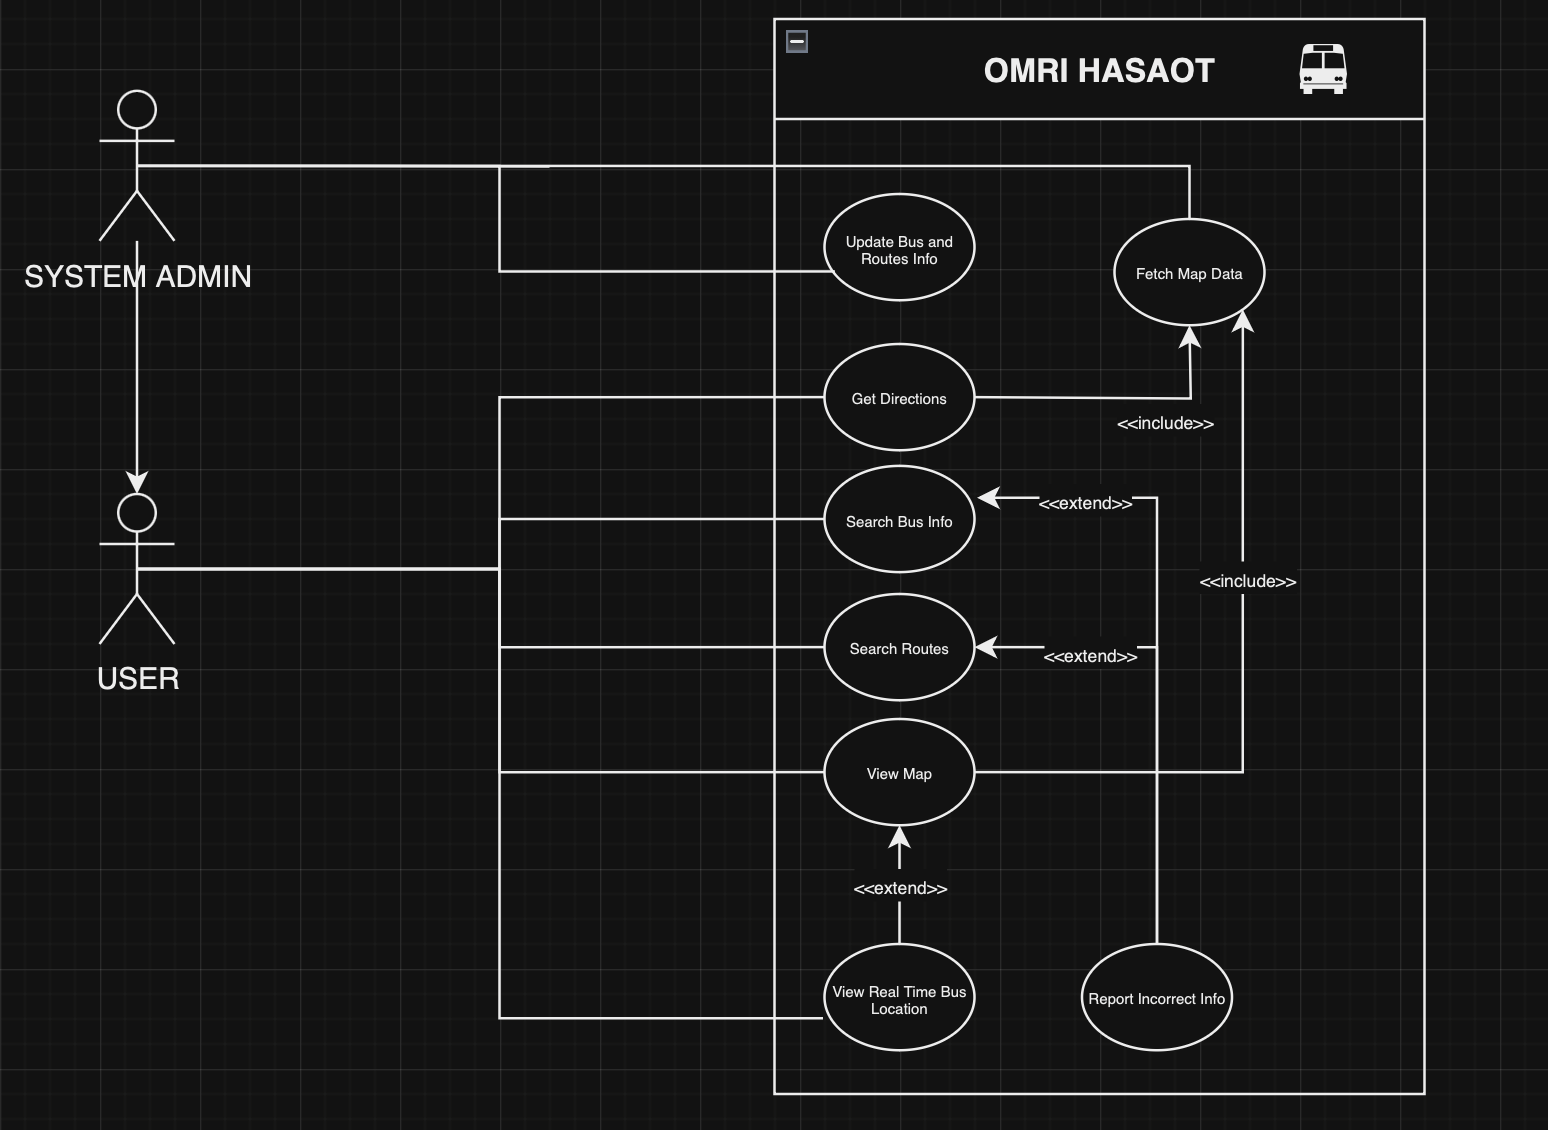 OMRI HASAOT
SYSTEM ADMIN
Update Bus and
Routes Info
Fetch Map Data
Get Directions
<<include>>
Search Bus Info
<<extend>>
<<include>>
USER
Search Routes
<<extend>>
View Map
<<extend>>
View Real Time Bus
Location
Report Incorrect Info